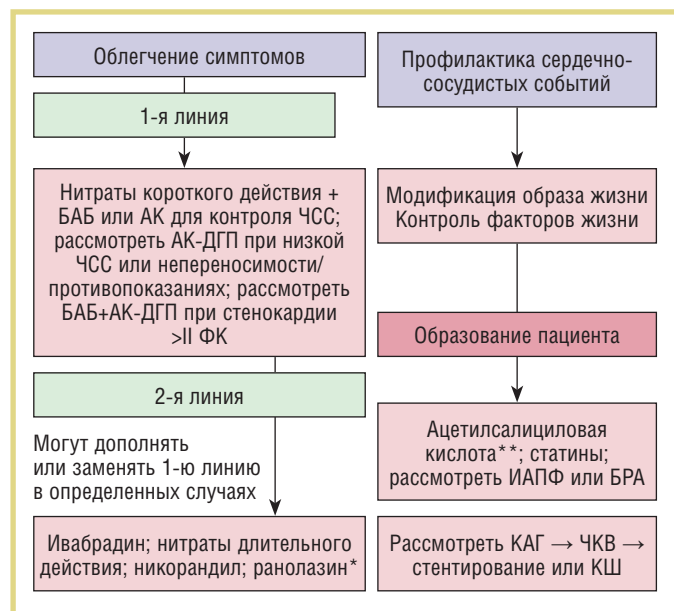 Облегчение симптомов
1-я линия
Нитраты короткого действия +
БАБ или АК для контроля ЧСС;
рассмотреть АК-ДГП при низкой
ЧСС или непереносимости/
противопоказаниях; рассмотреть
БАБ+АК-ДГП при стенокардии
>II ФК
2-я линия
Могут дополнять
или заменять 1-ю линию
в определенных случаях
Ивабрадин; нитраты длительного
действия; никорандил; ранолазин*
Профилактика сердечно-
сосудистых событий
Модификация образа жизни
Контроль факторов жизни
Образование пациента
Ацетилсалициловая
кислота**; статины;
рассмотреть ИАПФ или БРА
Рассмотреть КАГ → ЧКВ →
стентирование или КШ